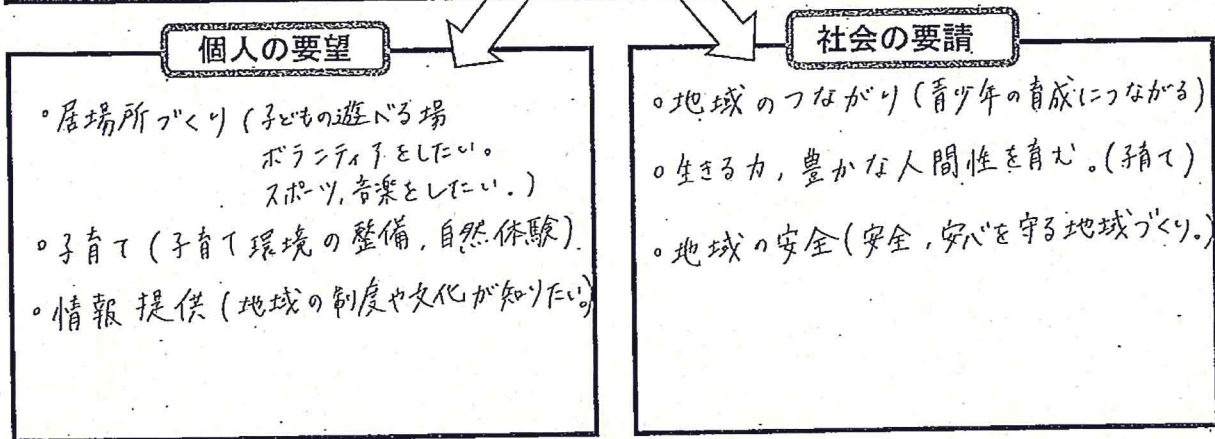 個人の要望
◦居場所づくり(子どもの遊べる場
ボランティアをしたい。
スポーツ,音楽をしたい。)
◦子育て(子育て環境の整備,自然体験)
◦情報提供(地域の制度や文化が知りたい。)
社会の要請
◦地域のつながり(青少年の育成につながる)
◦生きる力,豊かな人間性を育む。(子育て)
◦地域の安全(安全,安心を守る地域づくり。)